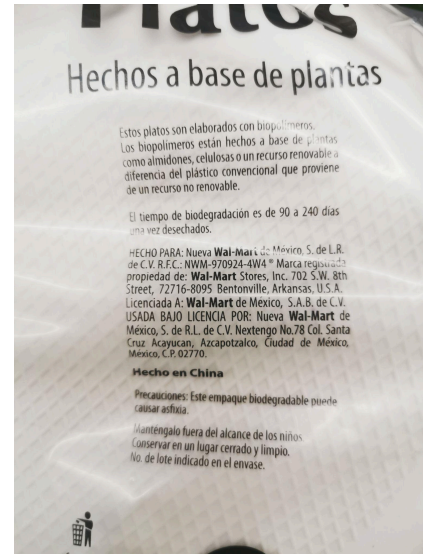 Platos
Hechos a base de plantas
Estos platos son elaborados con biopolímeros.
Los biopolímeros están hechos a base de plantas
como almidones, celulosas o un recurso renovable a
diferencia del plástico convencional que proviene
de un recurso no renovable.
El tiempo de biodegradación es de 90 a 240 días
una vez desechados.
HECHO PARA: Nueva Wal-Mart de México, S. de R.L.
de C.V. R.F.C.: NWM-970924-4W4 ® Marca registrada
propiedad de: Wal-Mart Stores, Inc. 702 S.W. 8th
Street, 72716-8095 Bentonville, Arkansas, U.S.A.
Licenciada A: Wal-Mart de México, S.A.B. de C.V.
USADA BAJO LICENCIA POR: Nueva Wal-Mart de
México, S. de R.L. de C.V. Nextengo No.78 Col. Santa
Cruz Acayucan, Azcapotzalco, Ciudad de México,
México, C.P. 02770.
Hecho en China
Precauciones: Este empaque biodegradable puede
causar asfixia.
Manténgalo fuera del alcance de los niños
Conservar en un lugar cerrado y limpio.
No. de lote indicado en el envase.